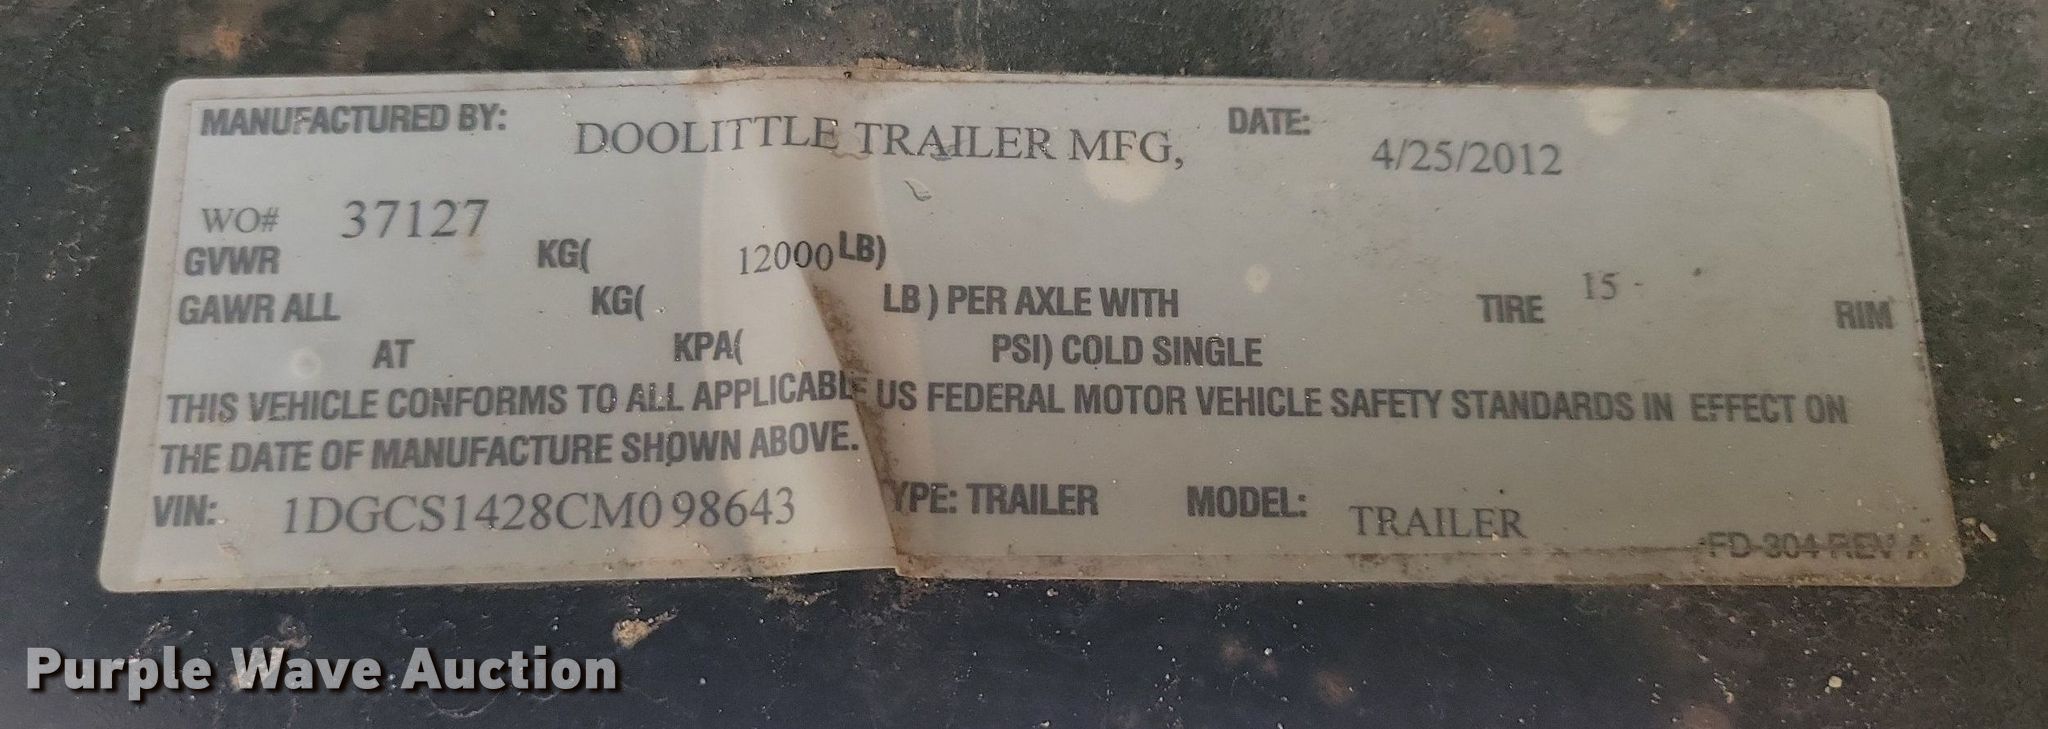 MANUFACTURED BY: DOOLITTLE TRAILER MFG, DATE: 4/25/2012
WO# 37127
GVWR KG( 12000 LB)
GAWR ALL KG( LB ) PER AXLE WITH TIRE 15 - RIM
AT KPA( PSI) COLD SINGLE
THIS VEHICLE CONFORMS TO ALL APPLICABLE US FEDERAL MOTOR VEHICLE SAFETY STANDARDS IN EFFECT ON
THE DATE OF MANUFACTURE SHOWN ABOVE.
VIN: 1DGCS1428CM098643 YPE: TRAILER MODEL: TRAILER
FD-304 REV A
Purple Wave Auction